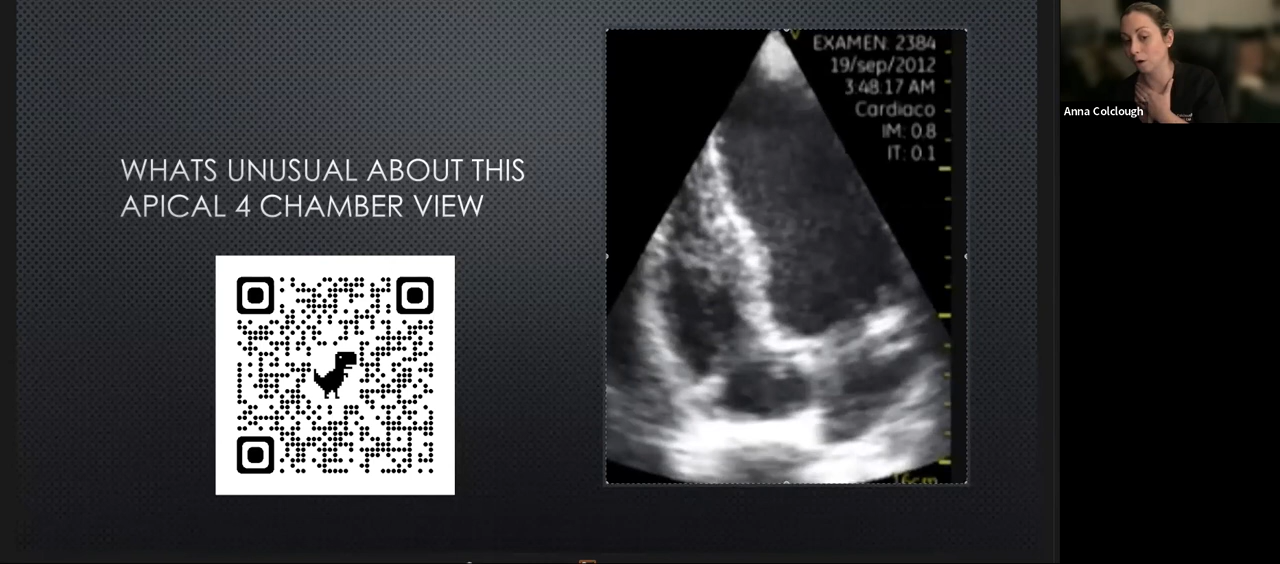 WHATS UNUSUAL ABOUT THIS
APICAL 4 CHAMBER VIEW
V
EXAMEN: 2384
19/sep/2012
3:48:17 AM
Cardiaco
IM: 0.8
IT: 0.1
16cm
Anna Colclough